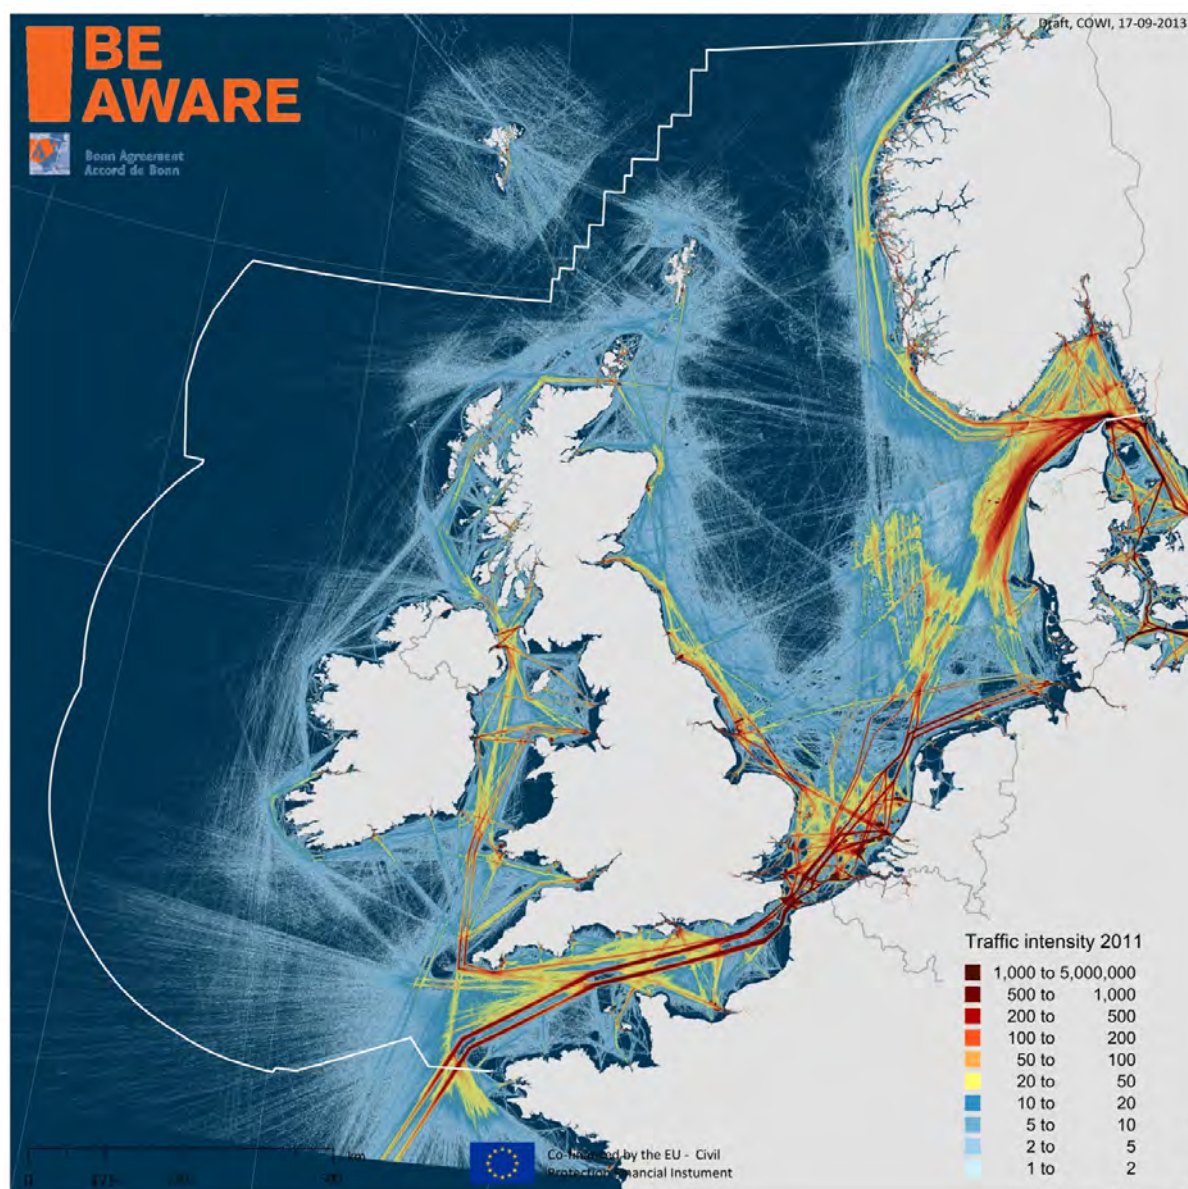 Draft, COWI, 17-09-2013
BE
AWARE
Bonn Agreement
Accord de Bonn
Traffic intensity 2011
1,000 to 5,000,000
500 to 1,000
200 to 500
100 to 200
50 to 100
20 to 50
10 to 20
5 to 10
2 to 5
1 to 2
km
by the EU - Civil
Protection Financial Instument